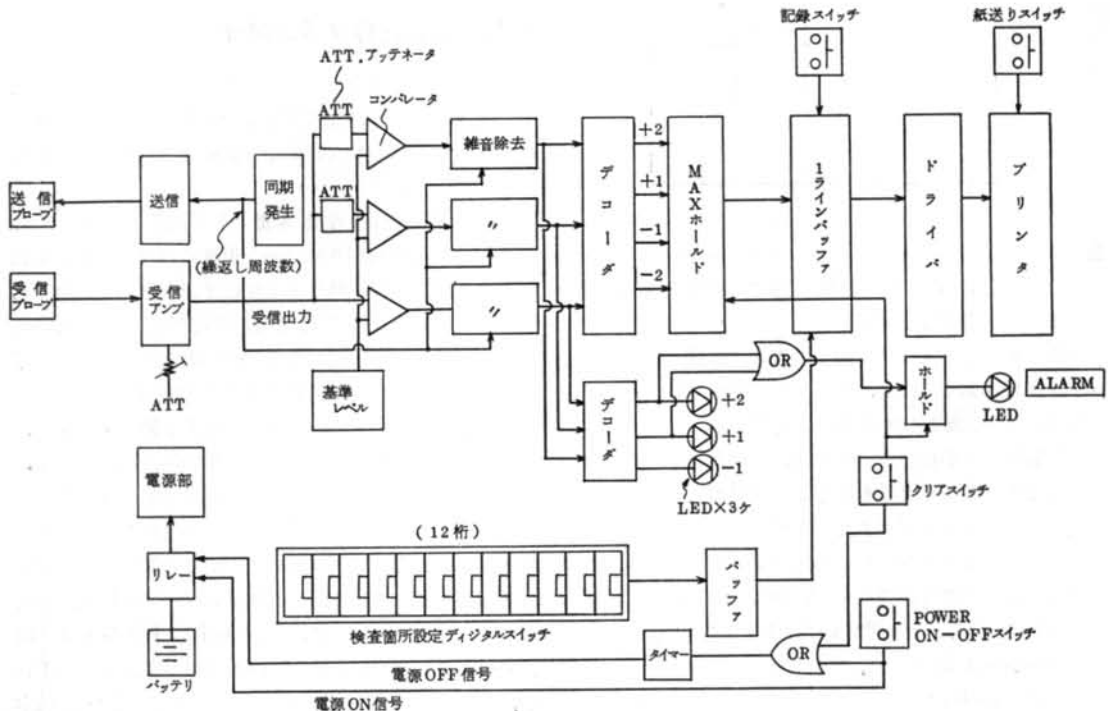 記録スイッチ
紙送りスイッチ
ATT.アッテネータ
ATT
コンパレータ
雑音除去
デコーダ
+2
+1
-1
-2
MAXホールド
1ラインバッファ
ドライバ
プリンタ
送信
プローブ
送信
同期
発生
ATT
〃
(繰返し周波数)
受信
プローブ
受信
アンプ
受信出力
〃
ATT
基準
レベル
デコーダ
OR
+2
+1
-1
LED×3ケ
ホールド
LED
ALARM
クリアスイッチ
電源部
(12桁)
リレー
バッファ
検査箇所設定ディジタルスイッチ
POWER
ON-OFFスイッチ
タイマー
OR
バッテリ
電源OFF信号
電源ON信号